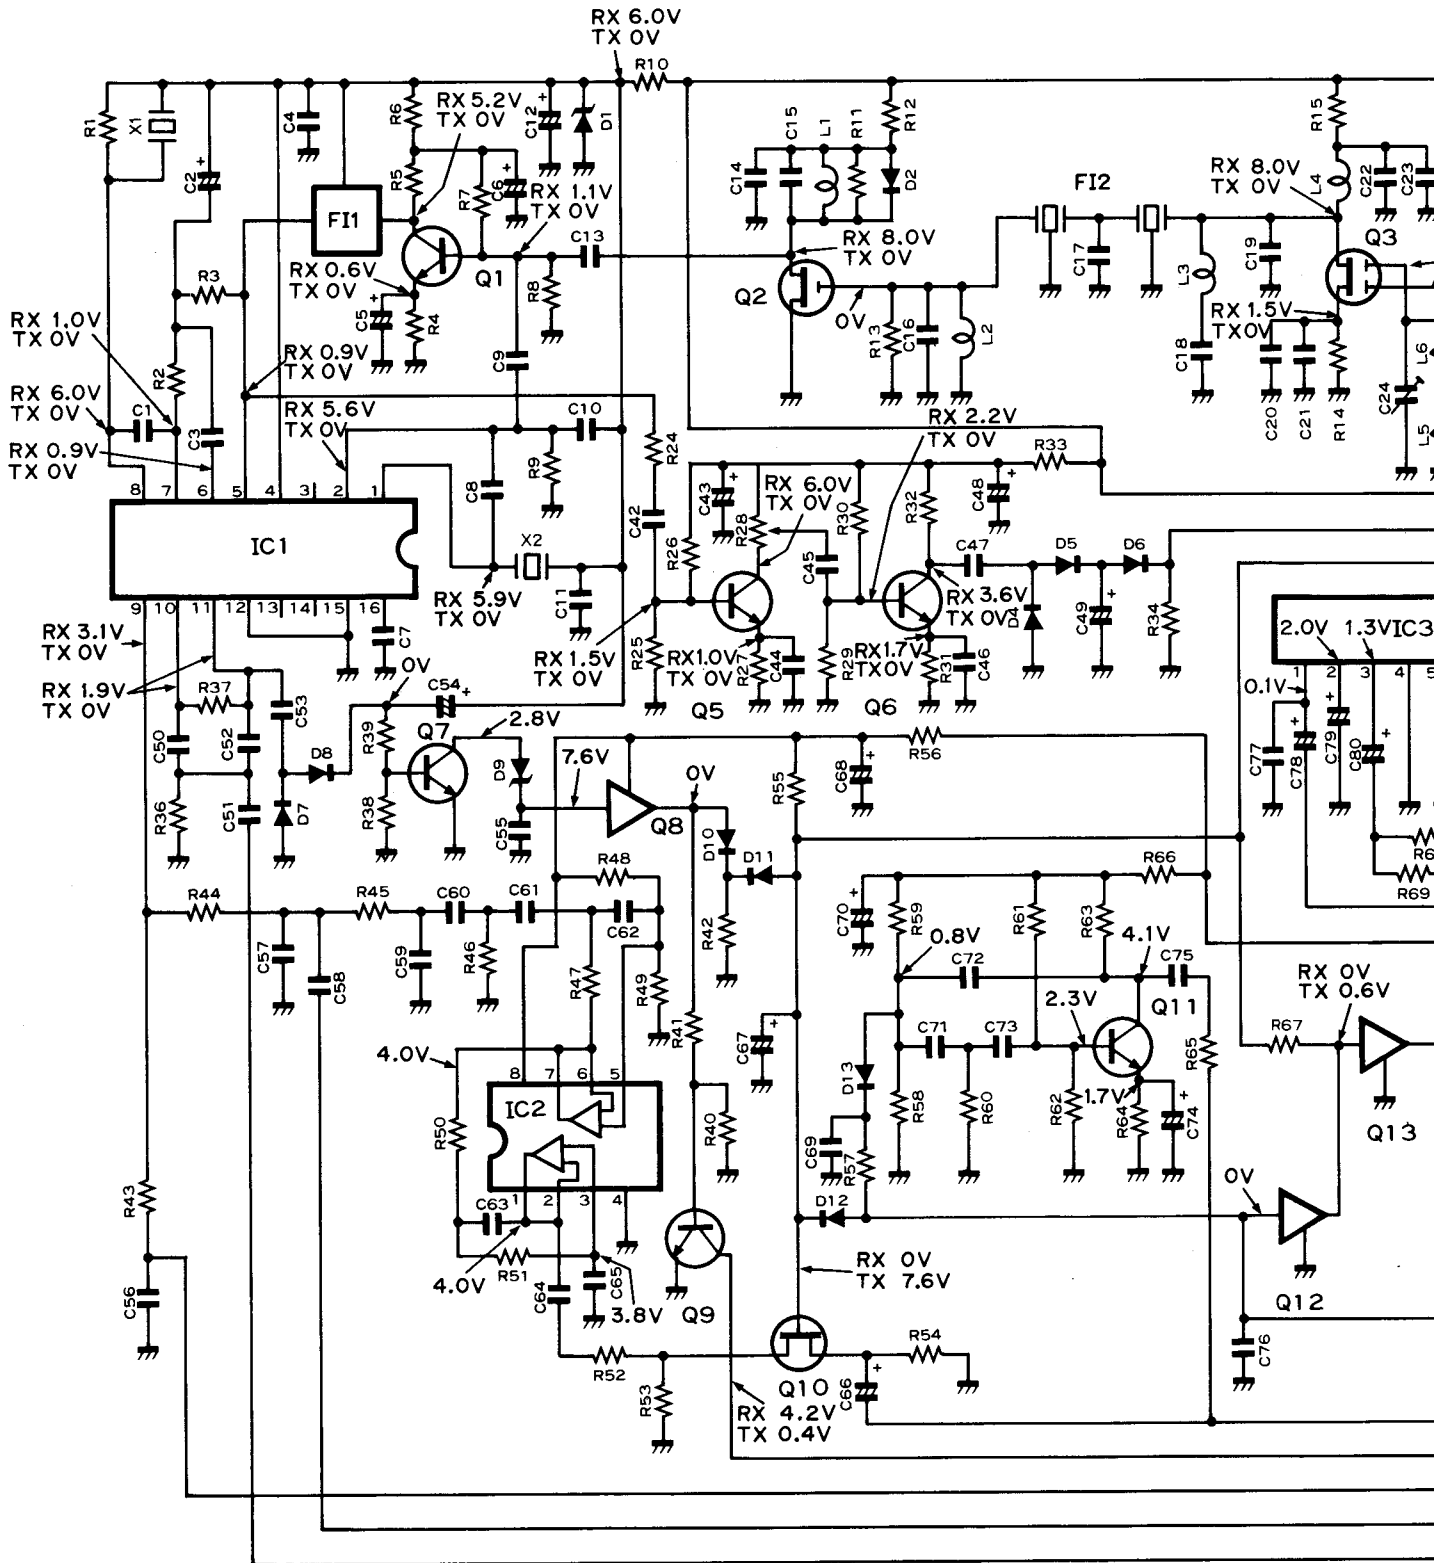 RX 6.0V
TX 0V
R10
R1
X1
C2
+
C4
R6
RX 5.2V
TX 0V
C12
+
D1
C15
L1
R11
R12
R15
C14
D2
FI2
RX 8.0V
TX 0V
L4
C22
C23
R5
R7
C6
+
RX 1.1V
TX 0V
FI1
C13
RX 8.0V
TX 0V
C17
L3
C19
Q3
R3
RX 0.6V
TX 0V
Q1
R8
Q2
0V
R13
C16
L2
RX 1.5V
TX 0V
C5
+
R4
RX 1.0V
TX 0V
R2
RX 0.9V
TX 0V
C9
C18
C20
C21
R14
C24
L6
L5
RX 6.0V
TX 0V
C1
C3
RX 5.6V
TX 0V
C10
RX 2.2V
TX 0V
RX 0.9V
TX 0V
C8
R9
R24
R33
8
7
6
5
4
3
2
1
C43
+
R28
RX 6.0V
TX 0V
R30
R32
C48
+
IC1
X2
C42
R26
C45
C47
D5
D6
9
10
11
12
13
14
15
16
C7
RX 5.9V
TX 0V
C11
RX 3.6V
TX 0V
D4
C49
+
R34
RX 3.1V
TX 0V
RX 1.5V
TX 0V
R25
RX 1.0V
TX 0V
R27
C44
R29
RX 1.7V
TX 0V
R31
C46
2.0V
1.3V
IC3
1
2
3
4
5
RX 1.9V
TX 0V
R37
C53
0V
C54
+
Q5
Q6
0.1V
C50
C52
D8
R39
Q7
2.8V
D9
7.6V
0V
R55
C68
+
R56
C77
C78
+
C79
+
C80
+
R36
C51
D7
R38
C55
Q8
D10
D11
R6
R69
R44
R45
C60
C61
R48
C62
R42
C70
+
R59
R61
R63
R66
C57
C58
C59
R46
R47
R49
0.8V
C72
4.1V
C75
R41
2.3V
Q11
RX 0V
TX 0.6V
C67
+
C71
C73
R65
R67
4.0V
8
7
6
5
IC2
R50
D13
R58
R60
R62
1.7V
R64
+
C74
R40
Q13
C69
R57
1
2
3
4
R43
C63
D12
0V
4.0V
R51
C64
C65
3.8V
Q9
RX 0V
TX 7.6V
Q12
C56
R52
R53
Q10
R54
+
C66
C76
RX 4.2V
TX 0.4V